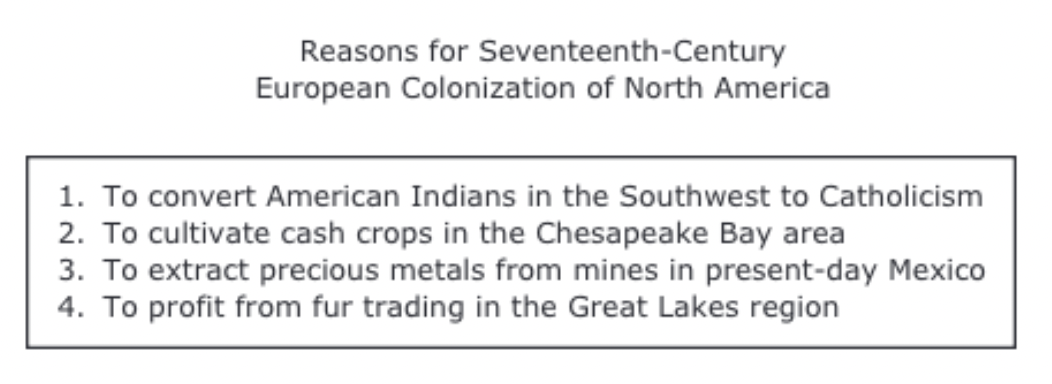 Reasons for Seventeenth-Century
European Colonization of North America
1. To convert American Indians in the Southwest to Catholicism
2. To cultivate cash crops in the Chesapeake Bay area
3. To extract precious metals from mines in present-day Mexico
4. To profit from fur trading in the Great Lakes region